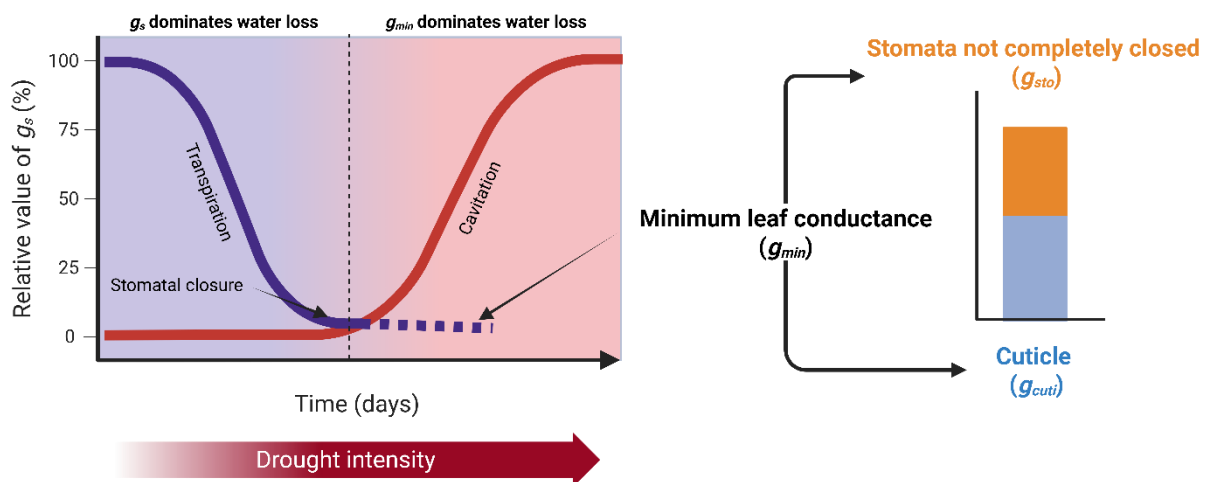 gs dominates water loss
gmin dominates water loss
Relative value of gs (%)
100
75
50
25
0
Transpiration
Cavitation
Stomatal closure
Time (days)
Drought intensity
Minimum leaf conductance
(gmin)
Stomata not completely closed
(gsto)
Cuticle
(gcuti)